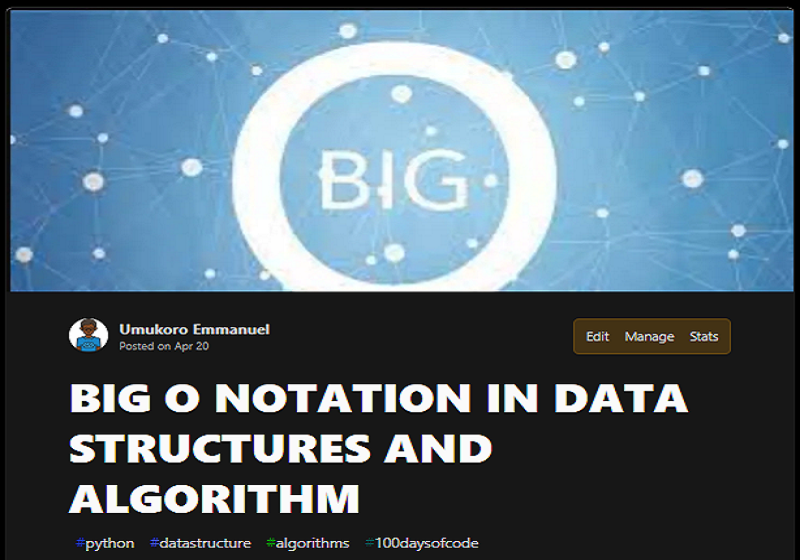 BIG
Umukoro Emmanuel
Posted on Apr 20
Edit Manage Stats
BIG O NOTATION IN DATA
STRUCTURES AND
ALGORITHM
#python #datastructure #algorithms #100daysofcode